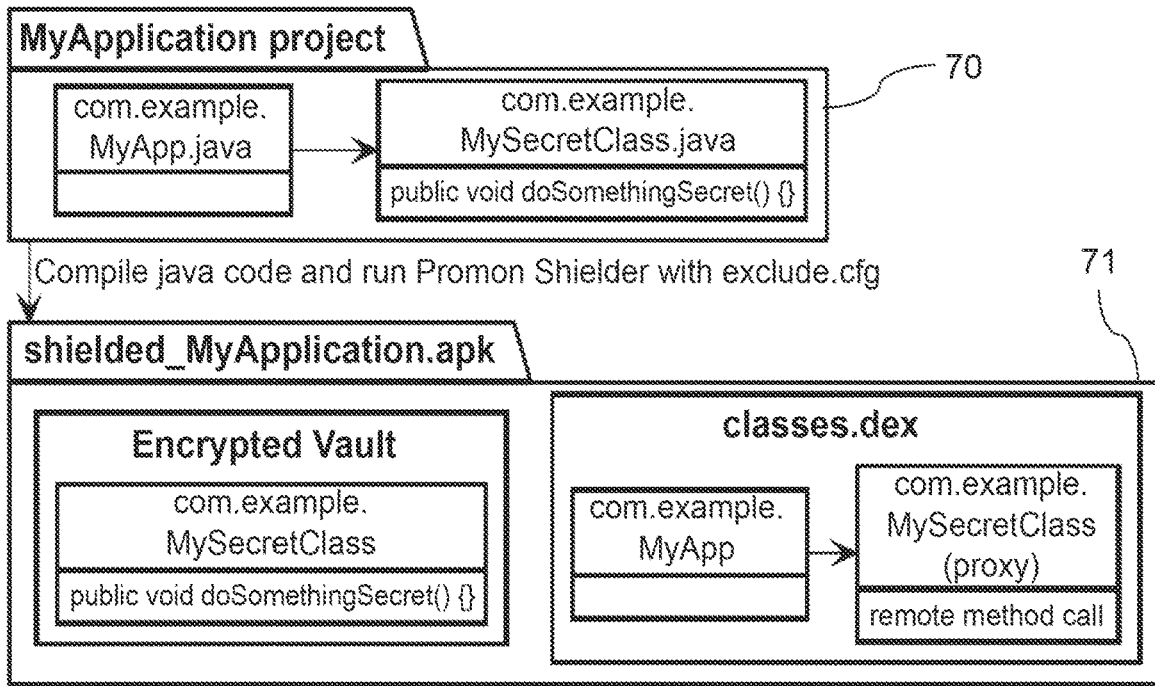 MyApplication project
70
com.example.
MyApp.java
com.example.
MySecretClass.java
public void doSomethingSecret() {}
Compile java code and run Promon Shielder with exclude.cfg
71
shielded_MyApplication.apk
Encrypted Vault
com.example.
MySecretClass
public void doSomethingSecret() {}
classes.dex
com.example.
MyApp
com.example.
MySecretClass
(proxy)
remote method call